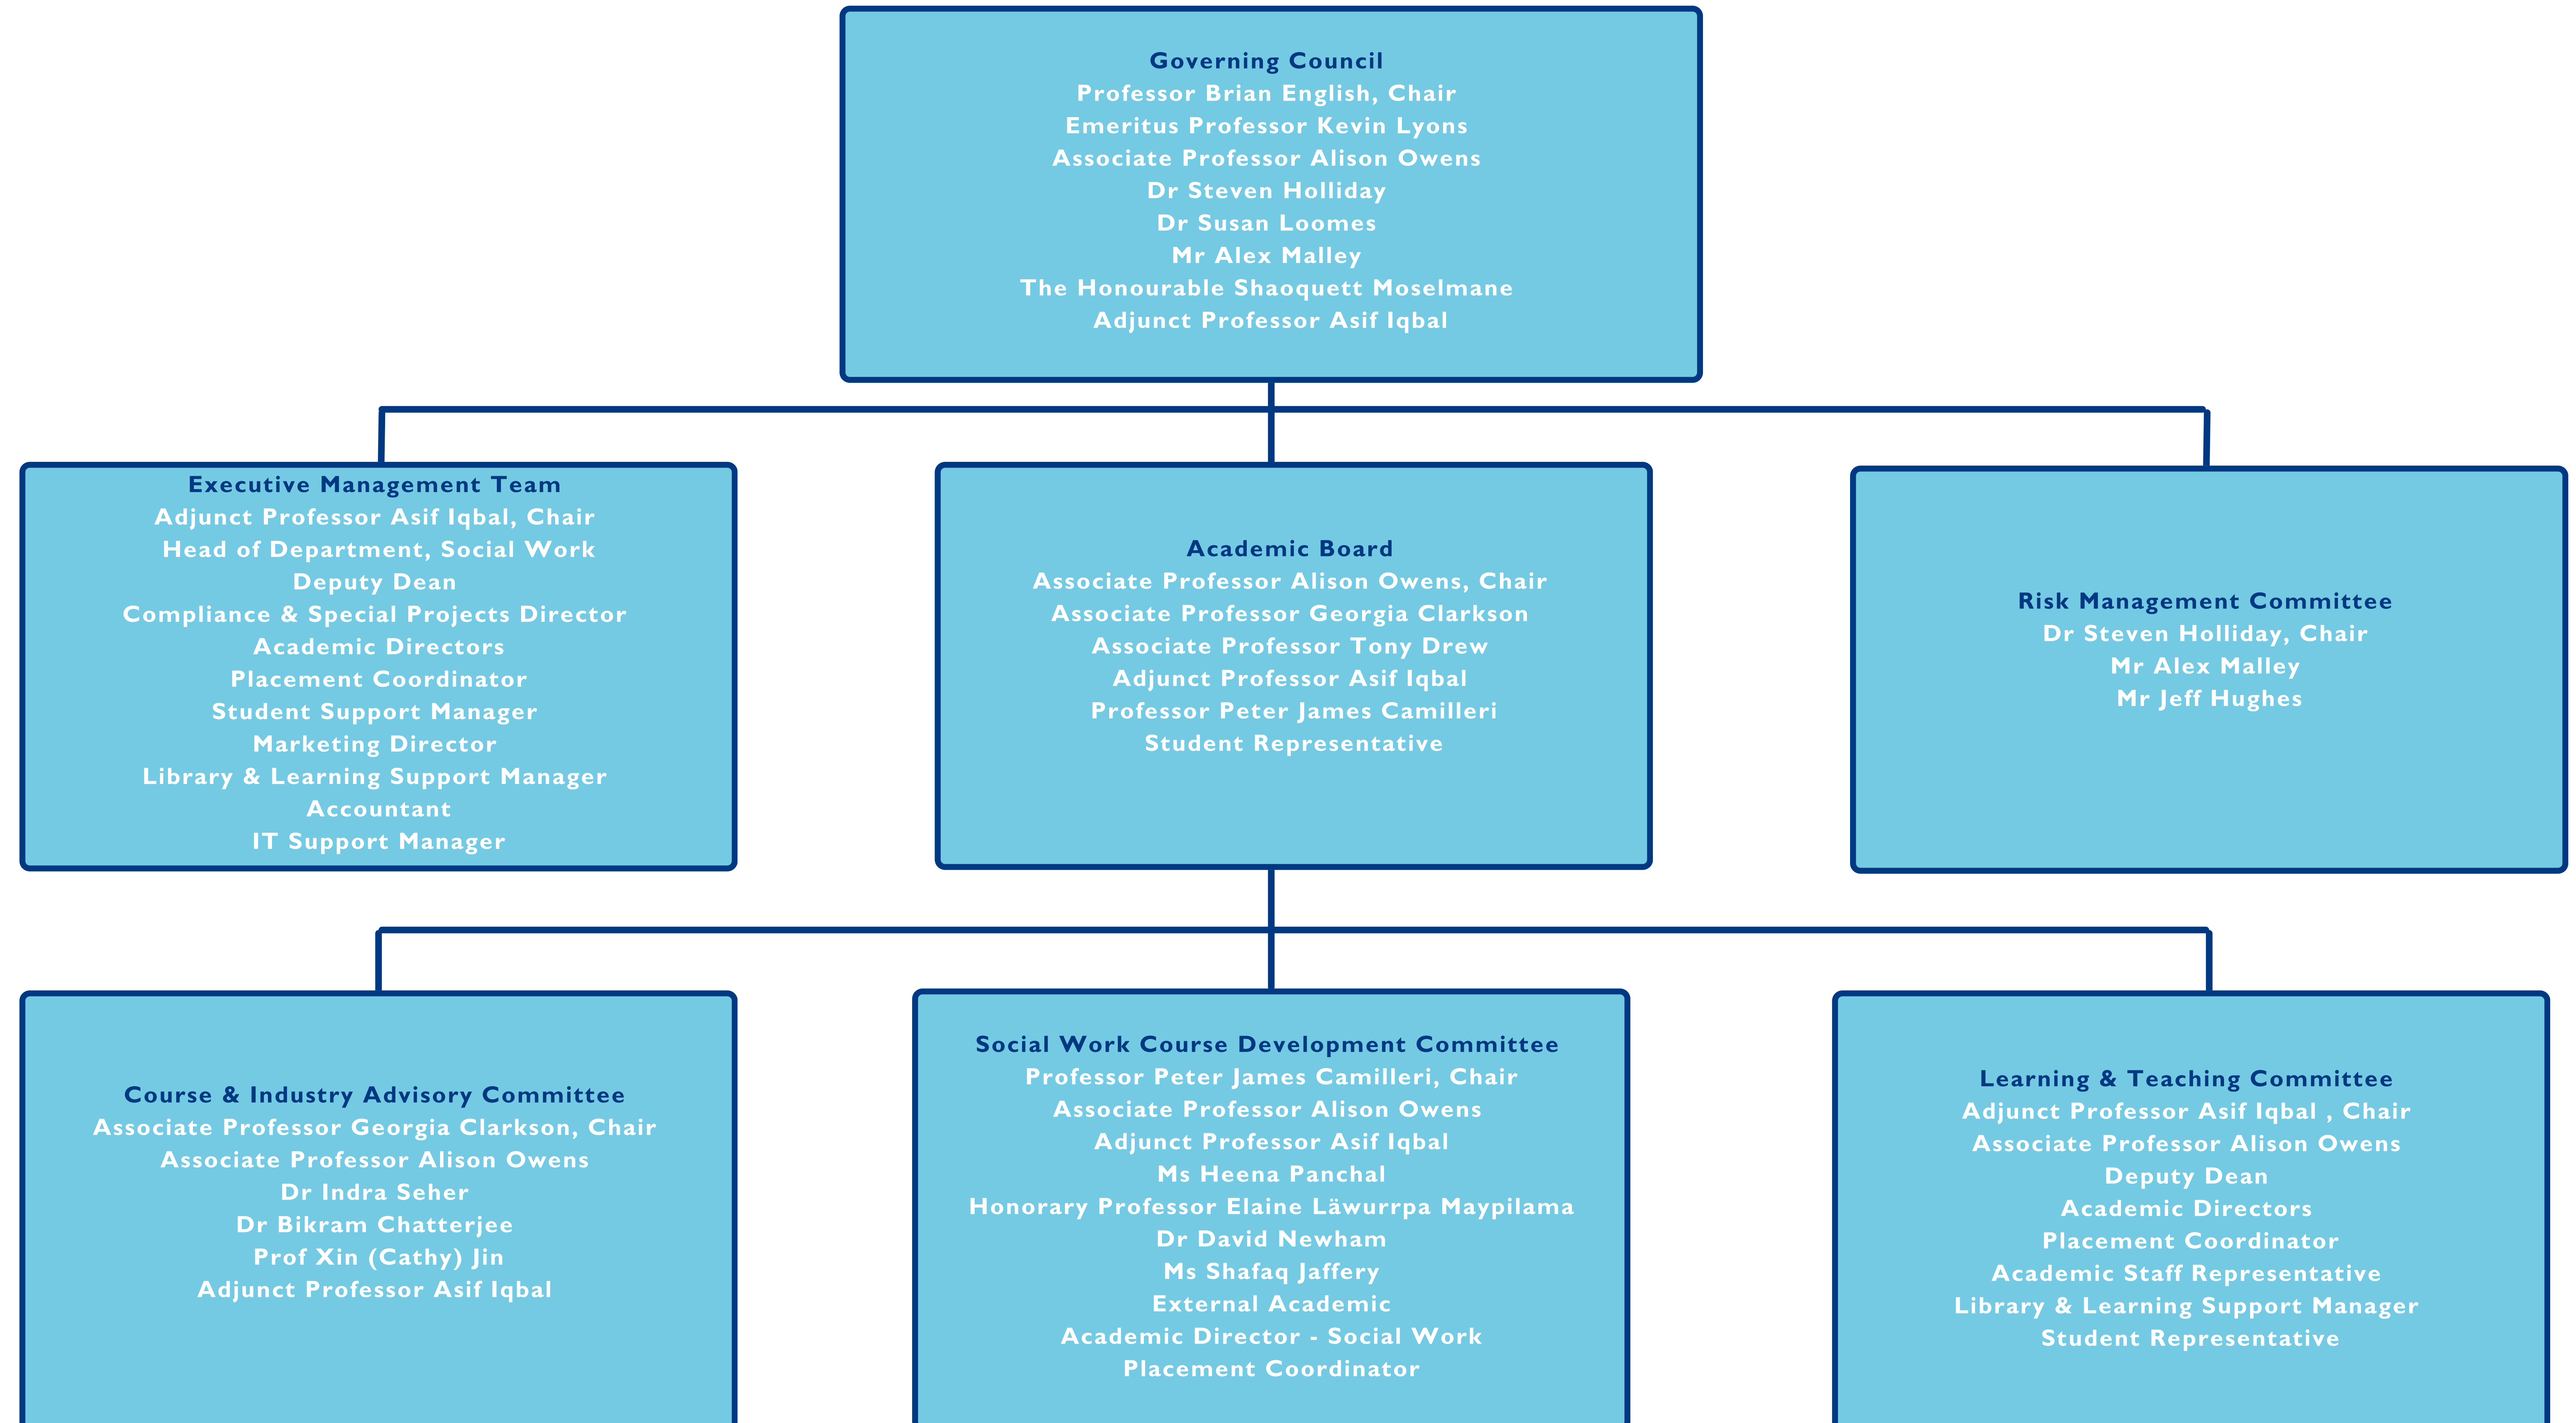 Governing Council
Professor Brian English, Chair
Emeritus Professor Kevin Lyons
Associate Professor Alison Owens
Dr Steven Holliday
Dr Susan Loomes
Mr Alex Malley
The Honourable Shaoquett Moselmane
Adjunct Professor Asif Iqbal
Executive Management Team
Adjunct Professor Asif Iqbal, Chair
Head of Department, Social Work
Deputy Dean
Compliance & Special Projects Director
Academic Directors
Placement Coordinator
Student Support Manager
Marketing Director
Library & Learning Support Manager
Accountant
IT Support Manager
Academic Board
Associate Professor Alison Owens, Chair
Associate Professor Georgia Clarkson
Associate Professor Tony Drew
Adjunct Professor Asif Iqbal
Professor Peter James Camilleri
Student Representative
Risk Management Committee
Dr Steven Holliday, Chair
Mr Alex Malley
Mr Jeff Hughes
Course & Industry Advisory Committee
Associate Professor Georgia Clarkson, Chair
Associate Professor Alison Owens
Dr Indra Seher
Dr Bikram Chatterjee
Prof Xin (Cathy) Jin
Adjunct Professor Asif Iqbal
Social Work Course Development Committee
Professor Peter James Camilleri, Chair
Associate Professor Alison Owens
Adjunct Professor Asif Iqbal
Ms Heena Panchal
Honorary Professor Elaine Läwurrpa Maypilama
Dr David Newham
Ms Shafaq Jaffery
External Academic
Academic Director - Social Work
Placement Coordinator
Learning & Teaching Committee
Adjunct Professor Asif Iqbal , Chair
Associate Professor Alison Owens
Deputy Dean
Academic Directors
Placement Coordinator
Academic Staff Representative
Library & Learning Support Manager
Student Representative